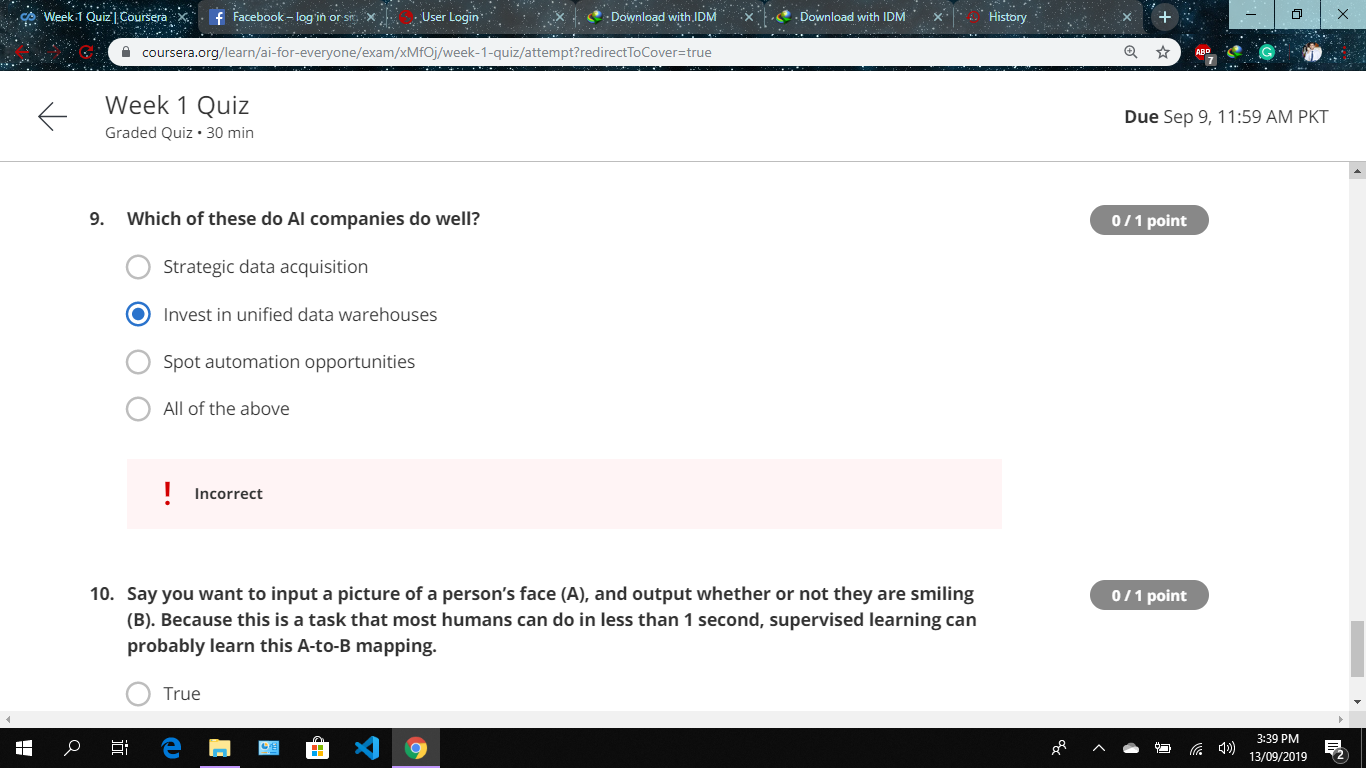 Week 1 Quiz | Coursera
Facebook – log in or
User Login
Download with IDM
Download with IDM
History
coursera.org/learn/ai-for-everyone/exam/xMfOj/week-1-quiz/attempt?redirectToCover=true
ABP
7
Week 1 Quiz
Graded Quiz • 30 min
Due Sep 9, 11:59 AM PKT
9. Which of these do AI companies do well?
0 / 1 point
Strategic data acquisition
Invest in unified data warehouses
Spot automation opportunities
All of the above
! Incorrect
10. Say you want to input a picture of a person’s face (A), and output whether or not they are smiling
0 / 1 point
(B). Because this is a task that most humans can do in less than 1 second, supervised learning can
probably learn this A-to-B mapping.
True
3:39 PM
13/09/2019
2